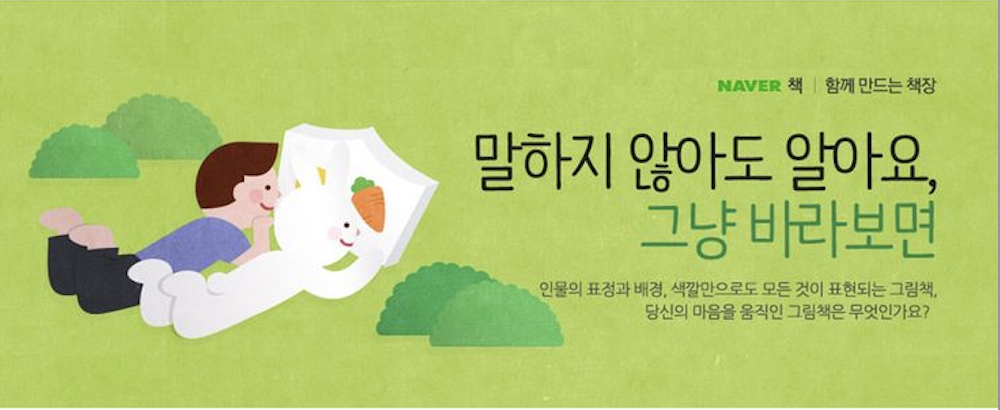 NAVER 책 | 함께 만드는 책장
말하지 않아도 알아요,
그냥 바라보면
인물의 표정과 배경, 색깔만으로도 모든 것이 표현되는 그림책,
당신의 마음을 움직인 그림책은 무엇인가요?